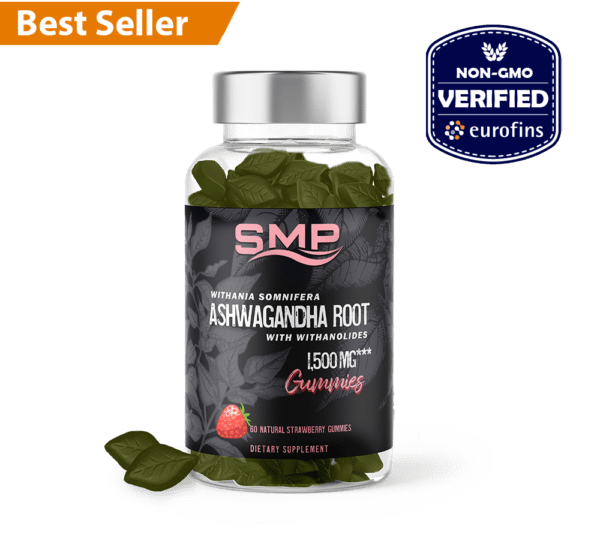 Best Seller
NON-GMO
VERIFIED
eurofins
SMP
WITHANIA SOMNIFERA
ASHWAGANDHA ROOT
WITH WITHANOLIDES
1,500 MG***
Gummies
60 NATURAL STRAWBERRY GUMMIES
DIETARY SUPPLEMENT